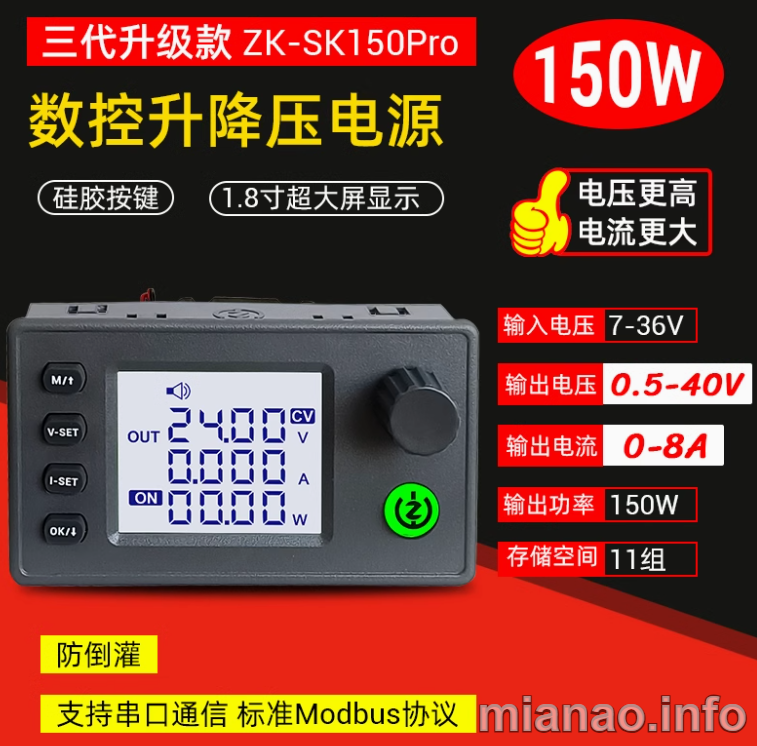 三代升级款 ZK-SK150Pro
150W
数控升降压电源
硅胶按键
1.8寸超大屏显示
电压更高
电流更大
输入电压 7-36V
输出电压 0.5-40V
输出电流 0-8A
输出功率 150W
存储空间 11组
M/↑
V-SET
I-SET
OK/↓
OUT 24.00 CV V
0.000 A
ON 00.00 W
防倒灌
支持串口通信 标准Modbus协议
mianao.info